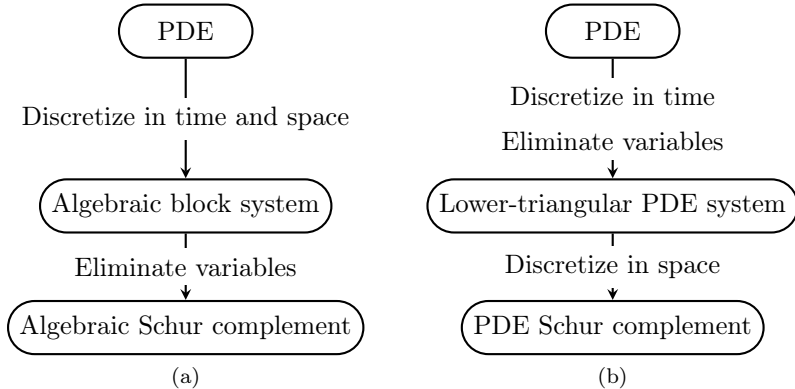 PDE
Discretize in time and space
Algebraic block system
Eliminate variables
Algebraic Schur complement
(a)
PDE
Discretize in time
Eliminate variables
Lower-triangular PDE system
Discretize in space
PDE Schur complement
(b)